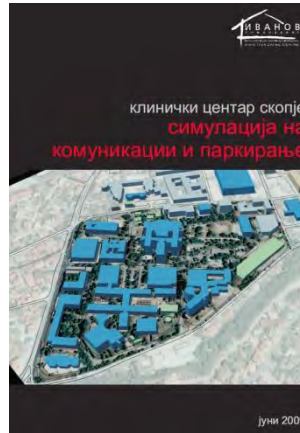 ИВАНОВ
клинички центар скопје
симулација на
комуникации и паркирање
јуни 200